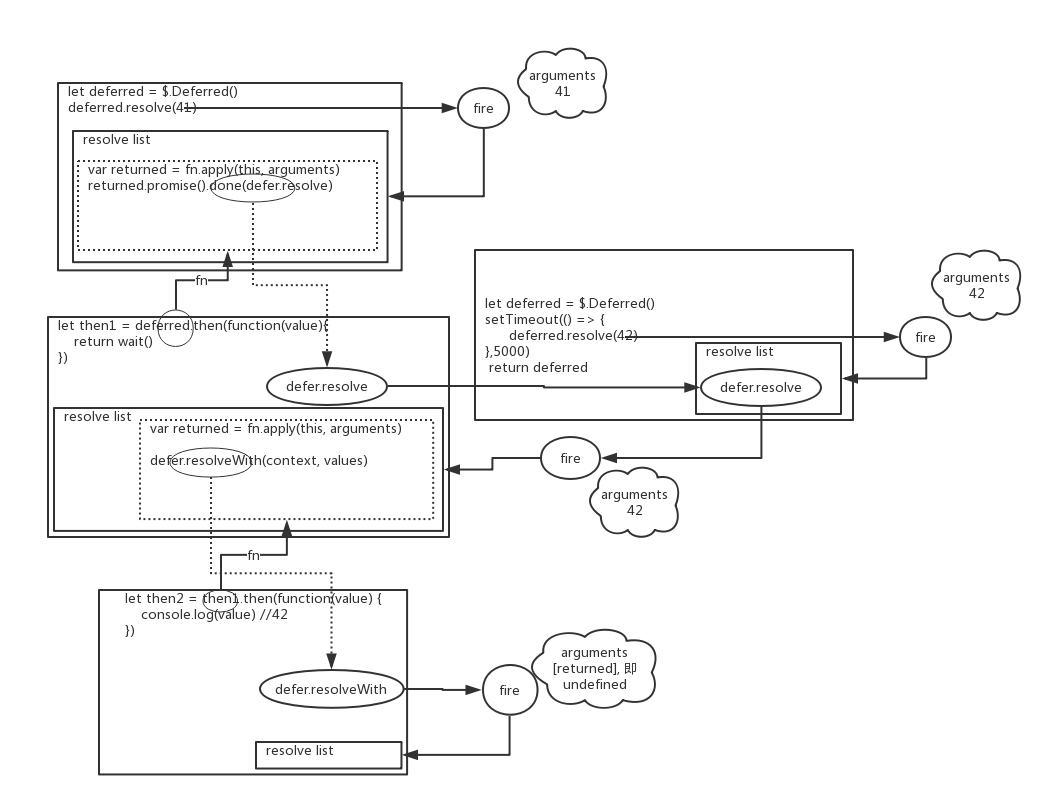 arguments
41
let deferred = $.Deferred()
deferred.resolve(41)
fire
resolve list
var returned = fn.apply(this, arguments)
returned.promise().done(defer.resolve)
fn
arguments
42
let deferred = $.Deferred()
setTimeout(() => {
deferred.resolve(42)
},5000)
return deferred
fire
resolve list
defer.resolve
let then1 = deferred.then(function(value){
return wait()
})
defer.resolve
resolve list
var returned = fn.apply(this, arguments)
defer.resolveWith(context, values)
fire
arguments
42
fn
let then2 = then1.then(function(value) {
console.log(value) //42
})
defer.resolveWith
fire
arguments
[returned], 即
undefined
resolve list